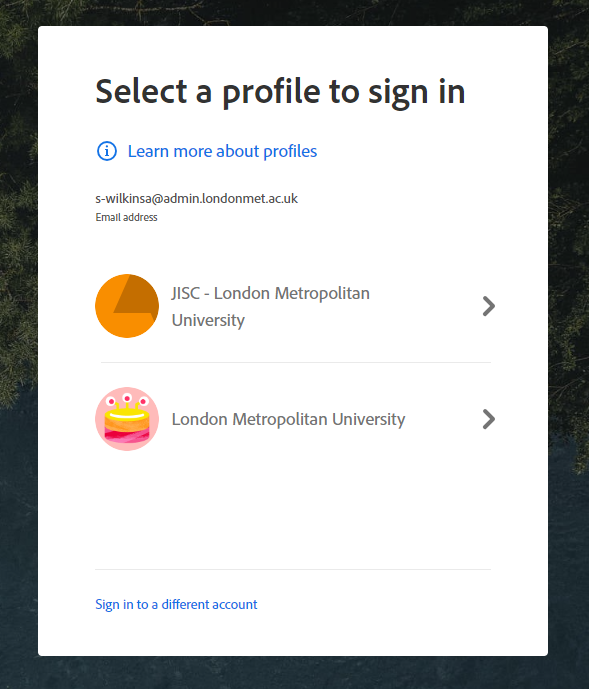 Select a profile to sign in
Learn more about profiles
s-wilkinsa@admin.londonmet.ac.uk
Email address
JISC - London Metropolitan
University
London Metropolitan University
Sign in to a different account